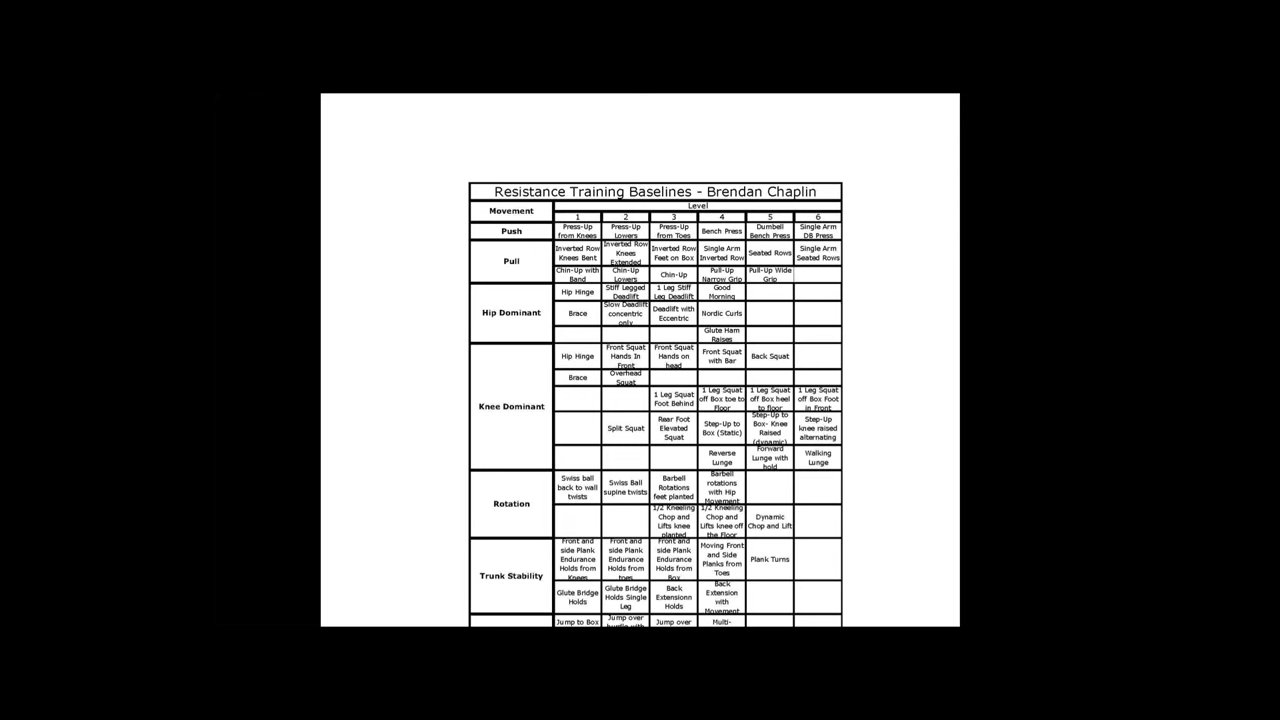 Resistance Training Baselines - Brendan Chaplin
Movement
Level
1 2 3 4 5 6
Push
Press-Up from Knees
Press-Up Lowers
Press-Up from Toes
Bench Press
Dumbell Bench Press
Single Arm DB Press
Pull
Inverted Row Knees Bent
Inverted Row Knees Extended
Inverted Row Feet on Box
Single Arm Inverted Row
Seated Rows
Single Arm Seated Rows
Chin-Up with Band
Chin-Up Lowers
Chin-Up
Pull-Up Narrow Grip
Pull-Up Wide Grip
Hip Dominant
Hip Hinge
Stiff Legged Deadlift
1 Leg Stiff Leg Deadlift
Good Morning
Brace
Slow Deadlift concentric only
Deadlift with Eccentric
Nordic Curls
Glute Ham Raises
Knee Dominant
Hip Hinge
Front Squat Hands In Front
Front Squat Hands on head
Front Squat with Bar
Back Squat
Brace
Overhead Squat
1 Leg Squat Foot Behind
1 Leg Squat off Box toe to Floor
1 Leg Squat off Box heel to floor
1 Leg Squat off Box Foot in Front
Split Squat
Rear Foot Elevated Squat
Step-Up to Box (Static)
Step-Up to Box- Knee Raised (dynamic)
Step-Up knee raised alternating
Reverse Lunge
Forward Lunge with hold
Walking Lunge
Rotation
Swiss ball back to wall twists
Swiss Ball supine twists
Barbell Rotations feet planted
Barbell rotations with Hip Movement
1/2 Kneeling Chop and Lifts knee planted
1/2 Kneeling Chop and Lifts knee off the Floor
Dynamic Chop and Lift
Trunk Stability
Front and side Plank Endurance Holds from Knees
Front and side Plank Endurance Holds from toes
Front and side Plank Endurance Holds from Box
Moving Front and Side Planks from Toes
Plank Turns
Glute Bridge Holds
Glute Bridge Holds Single Leg
Back Extensionn Holds
Back Extension with Movement
Jump to Box
Jump over hurdle with
Jump over
Multi-